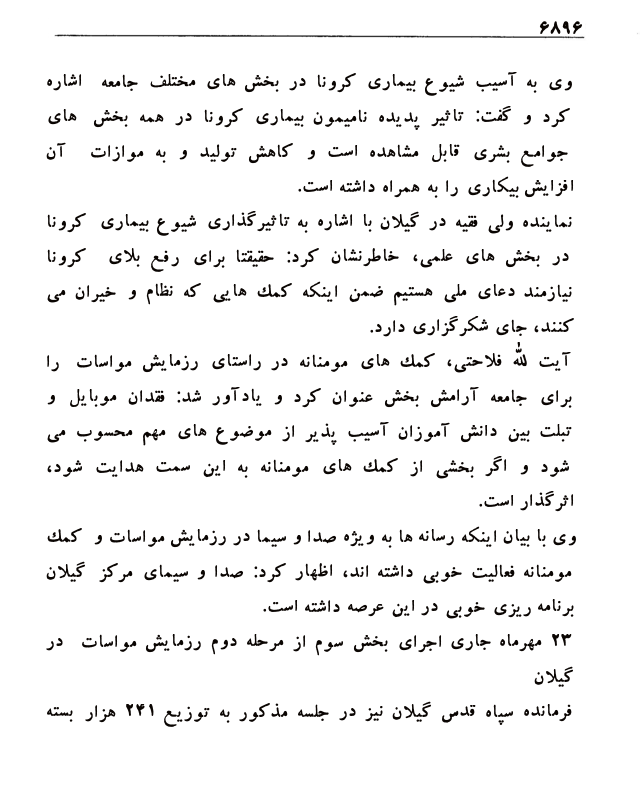 ۶۸۹۶
وی به آسیب شیوع بیماری کرونا در بخش های مختلف جامعه اشاره
کرد و گفت: تاثیر پدیده نامیمون بیماری کرونا در همه بخش های
جوامع بشری قابل مشاهده است و کاهش تولید و به موازات آن
افزایش بیکاری را به همراه داشته است.
نماینده ولی فقیه در گیلان با اشاره به تاثیرگذاری شیوع بیماری کرونا
در بخش های علمی، خاطرنشان کرد: حقیقتا برای رفع بلای کرونا
نیازمند دعای ملی هستیم ضمن اینکه کمك هایی که نظام و خیران می
کنند، جای شکرگزاری دارد.
آیت لله فلاحتی، کمك های مومنانه در راستای رزمایش مواسات را
برای جامعه آرامش بخش عنوان کرد و یادآور شد: فقدان موبایل و
تبلت بین دانش آموزان آسیب پذیر از موضوع های مهم محسوب می
شود و اگر بخشی از کمك های مومنانه به این سمت هدایت شود،
اثرگذار است.
وی با بیان اینکه رسانه ها به ویژه صدا و سیما در رزمایش مواسات و کمك
مومنانه فعالیت خوبی داشته اند، اظهار کرد: صدا و سیمای مرکز گیلان
برنامه ریزی خوبی در این عرصه داشته است.
۲۳ مهرماه جاری اجرای بخش سوم از مرحله دوم رزمایش مواسات در
گیلان
فرمانده سپاه قدس گیلان نیز در جلسه مذکور به توزیع ۲۴۱ هزار بسته